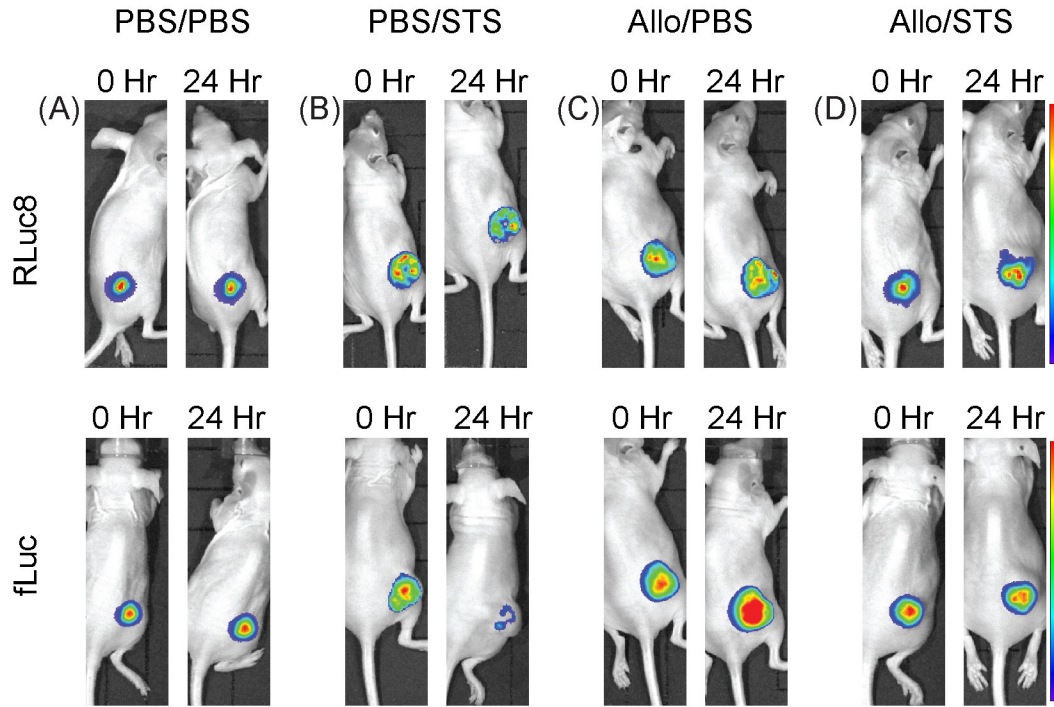 PBS/PBS PBS/STS Allo/PBS Allo/STS
0 Hr 24 Hr 0 Hr 24 Hr 0 Hr 24 Hr 0 Hr 24 Hr
(A) (B) (C) (D)
RLuc8
0 Hr 24 Hr 0 Hr 24 Hr 0 Hr 24 Hr 0 Hr 24 Hr
fLuc